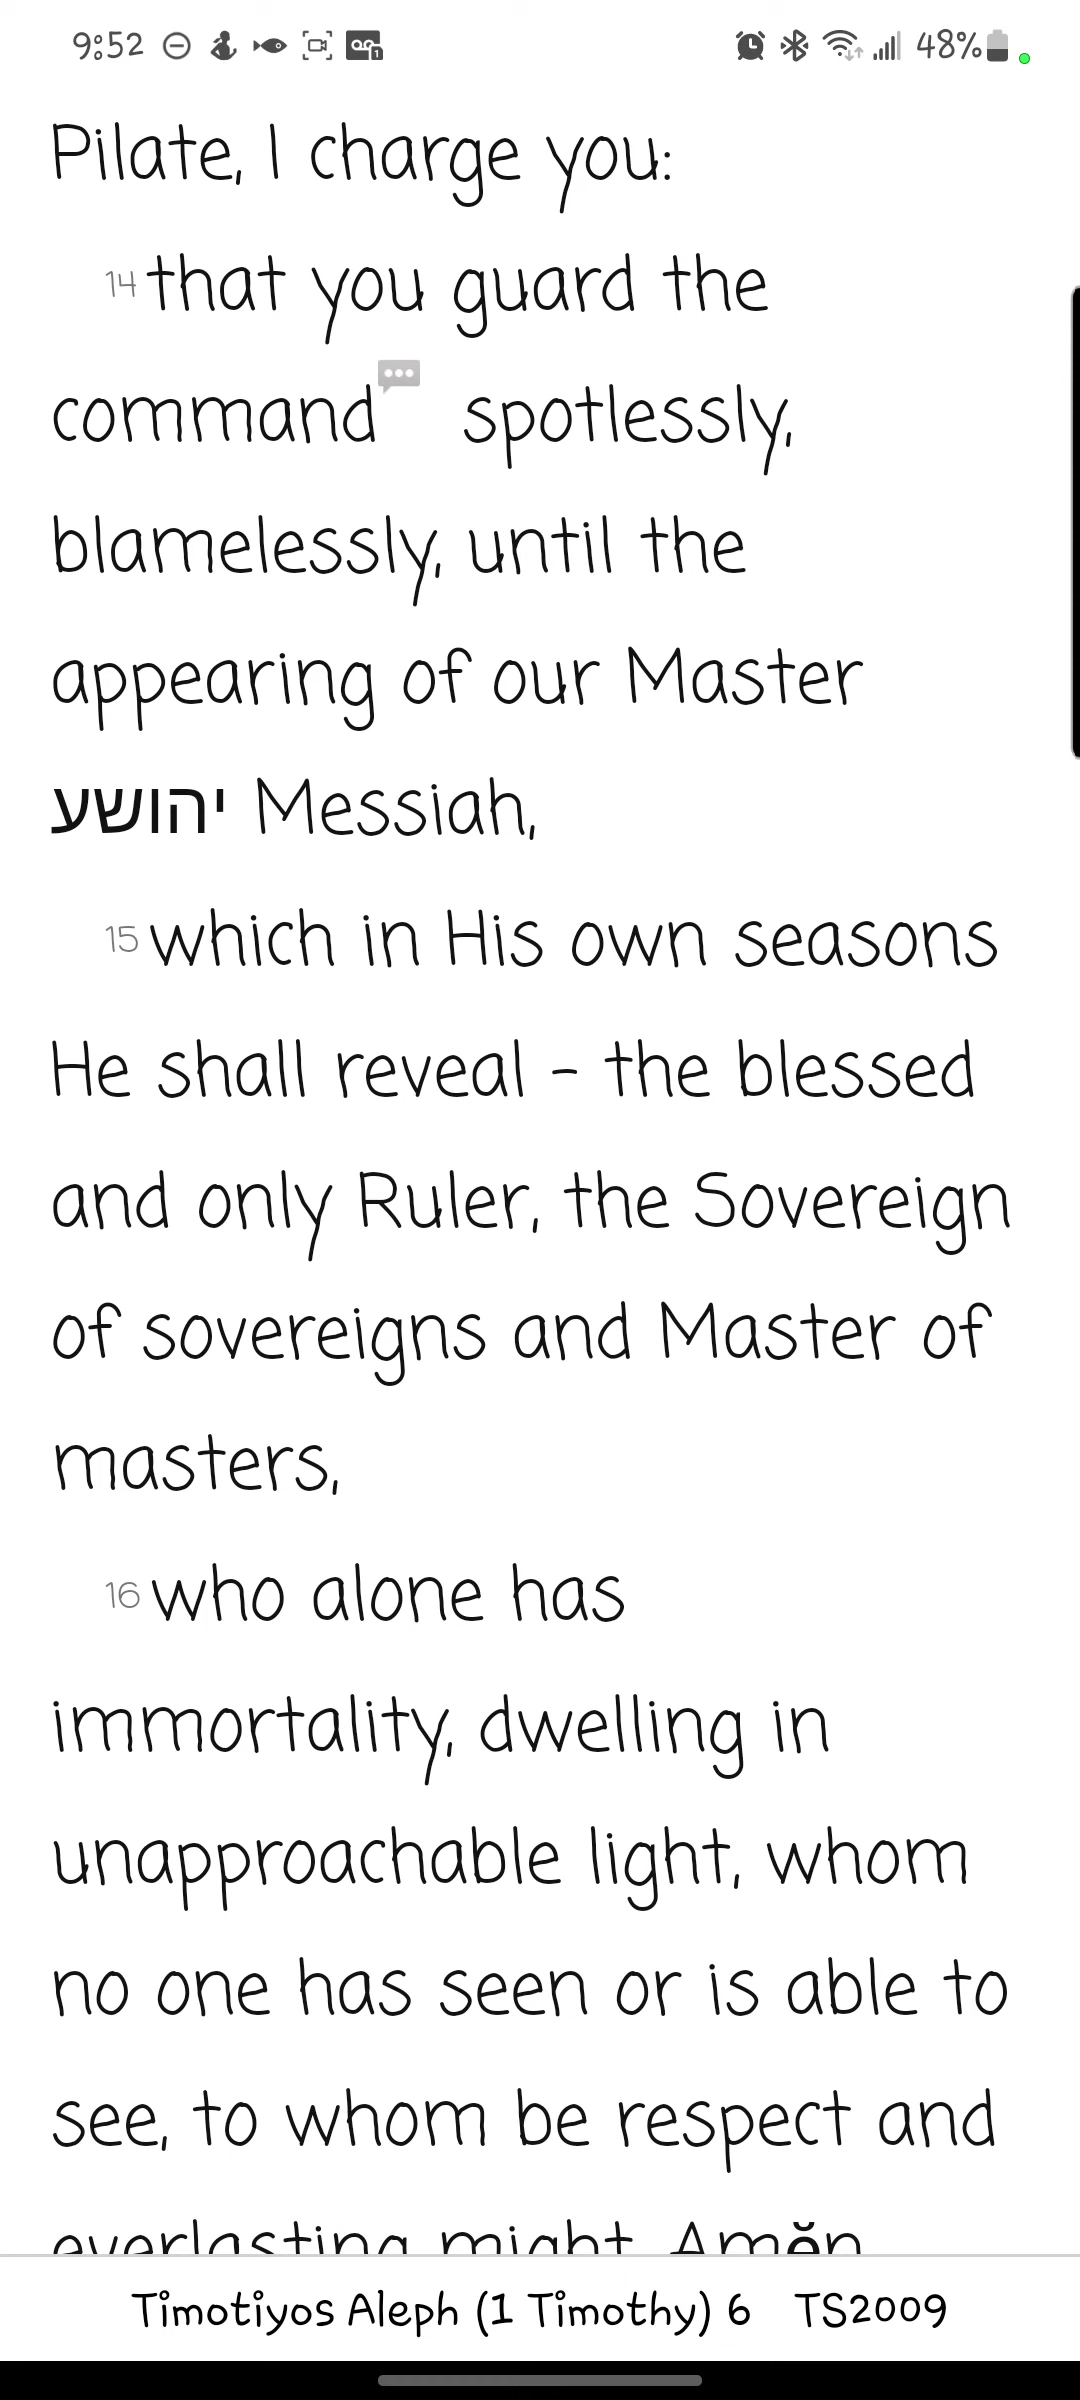 9:52 48%
Pilate, I charge you:
14 that you guard the
command spotlessly,
blamelessly, until the
appearing of our Master
יהושע Messiah,
15 which in His own seasons
He shall reveal - the blessed
and only Ruler, the Sovereign
of sovereigns and Master of
masters,
16 who alone has
immortality, dwelling in
unapproachable light, whom
no one has seen or is able to
see, to whom be respect and
everlasting might. Amĕn.
Timotiyos Aleph (1 Timothy) 6 TS2009